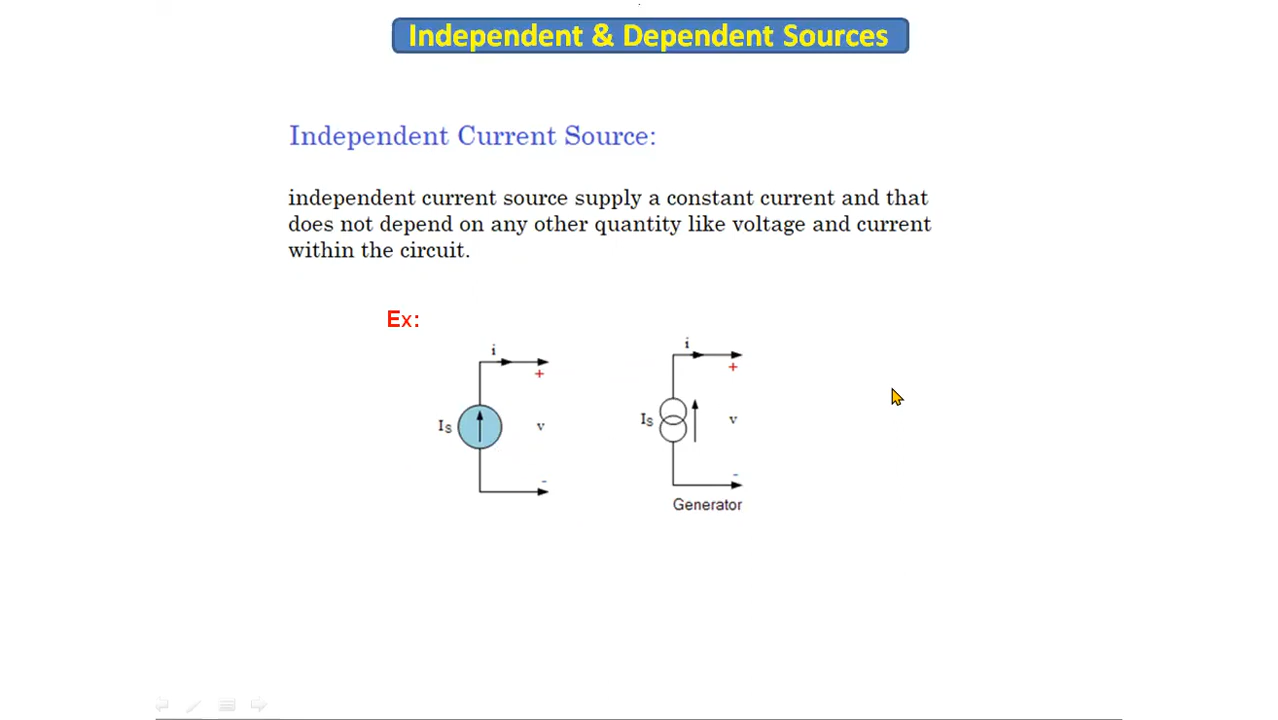 Independent & Dependent Sources
Independent Current Source:
independent current source supply a constant current and that
does not depend on any other quantity like voltage and current
within the circuit.
Ex:
i
+
Is
v
-
i
+
Is
v
-
Generator